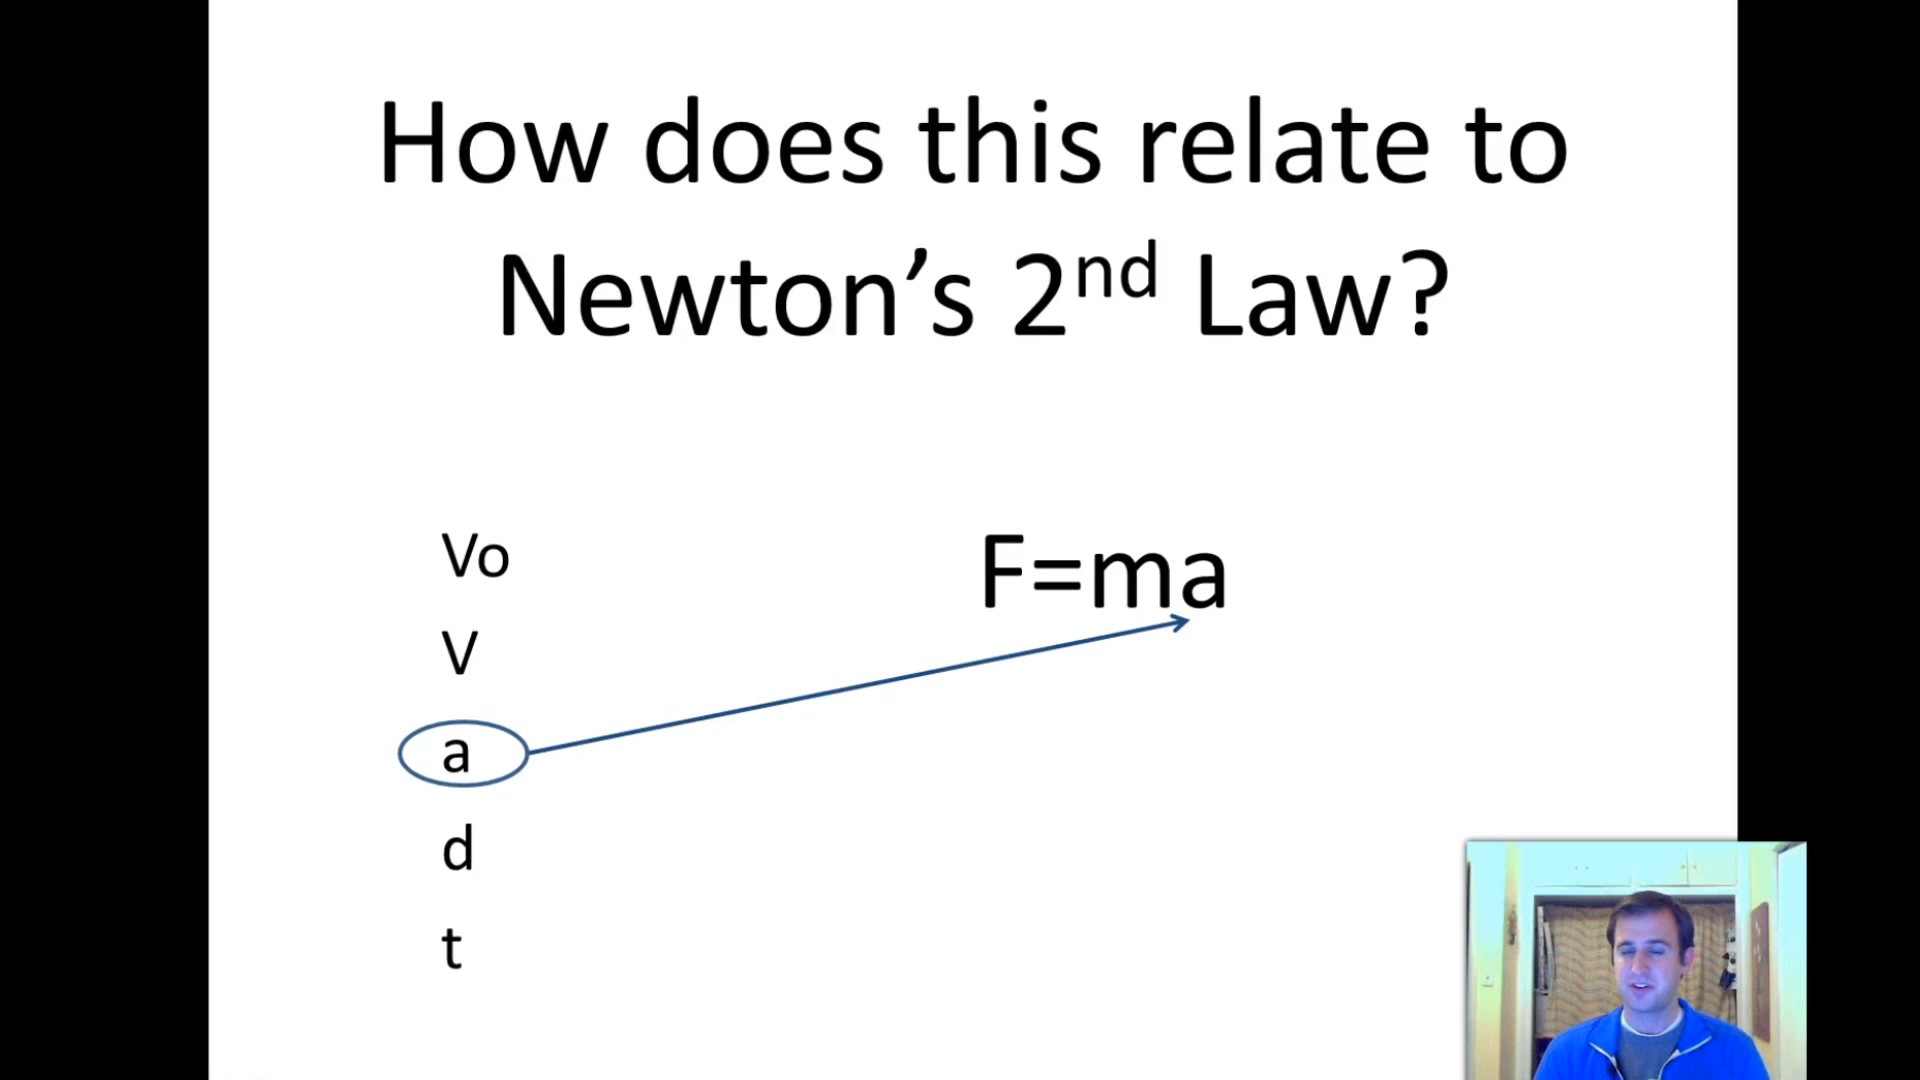 How does this relate to
Newton’s 2nd Law?
Vo
F=ma
V
a
d
t